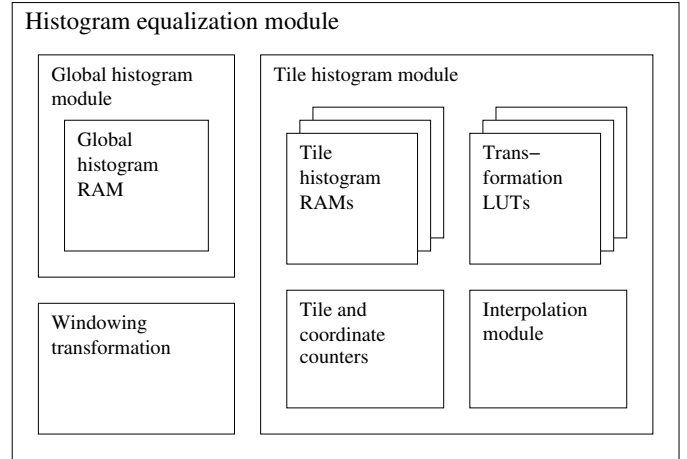 Histogram equalization module
Global histogram
module
Global
histogram
RAM
Windowing
transformation
Tile histogram module
Tile
histogram
RAMs
Trans−
formation
LUTs
Tile and
coordinate
counters
Interpolation
module